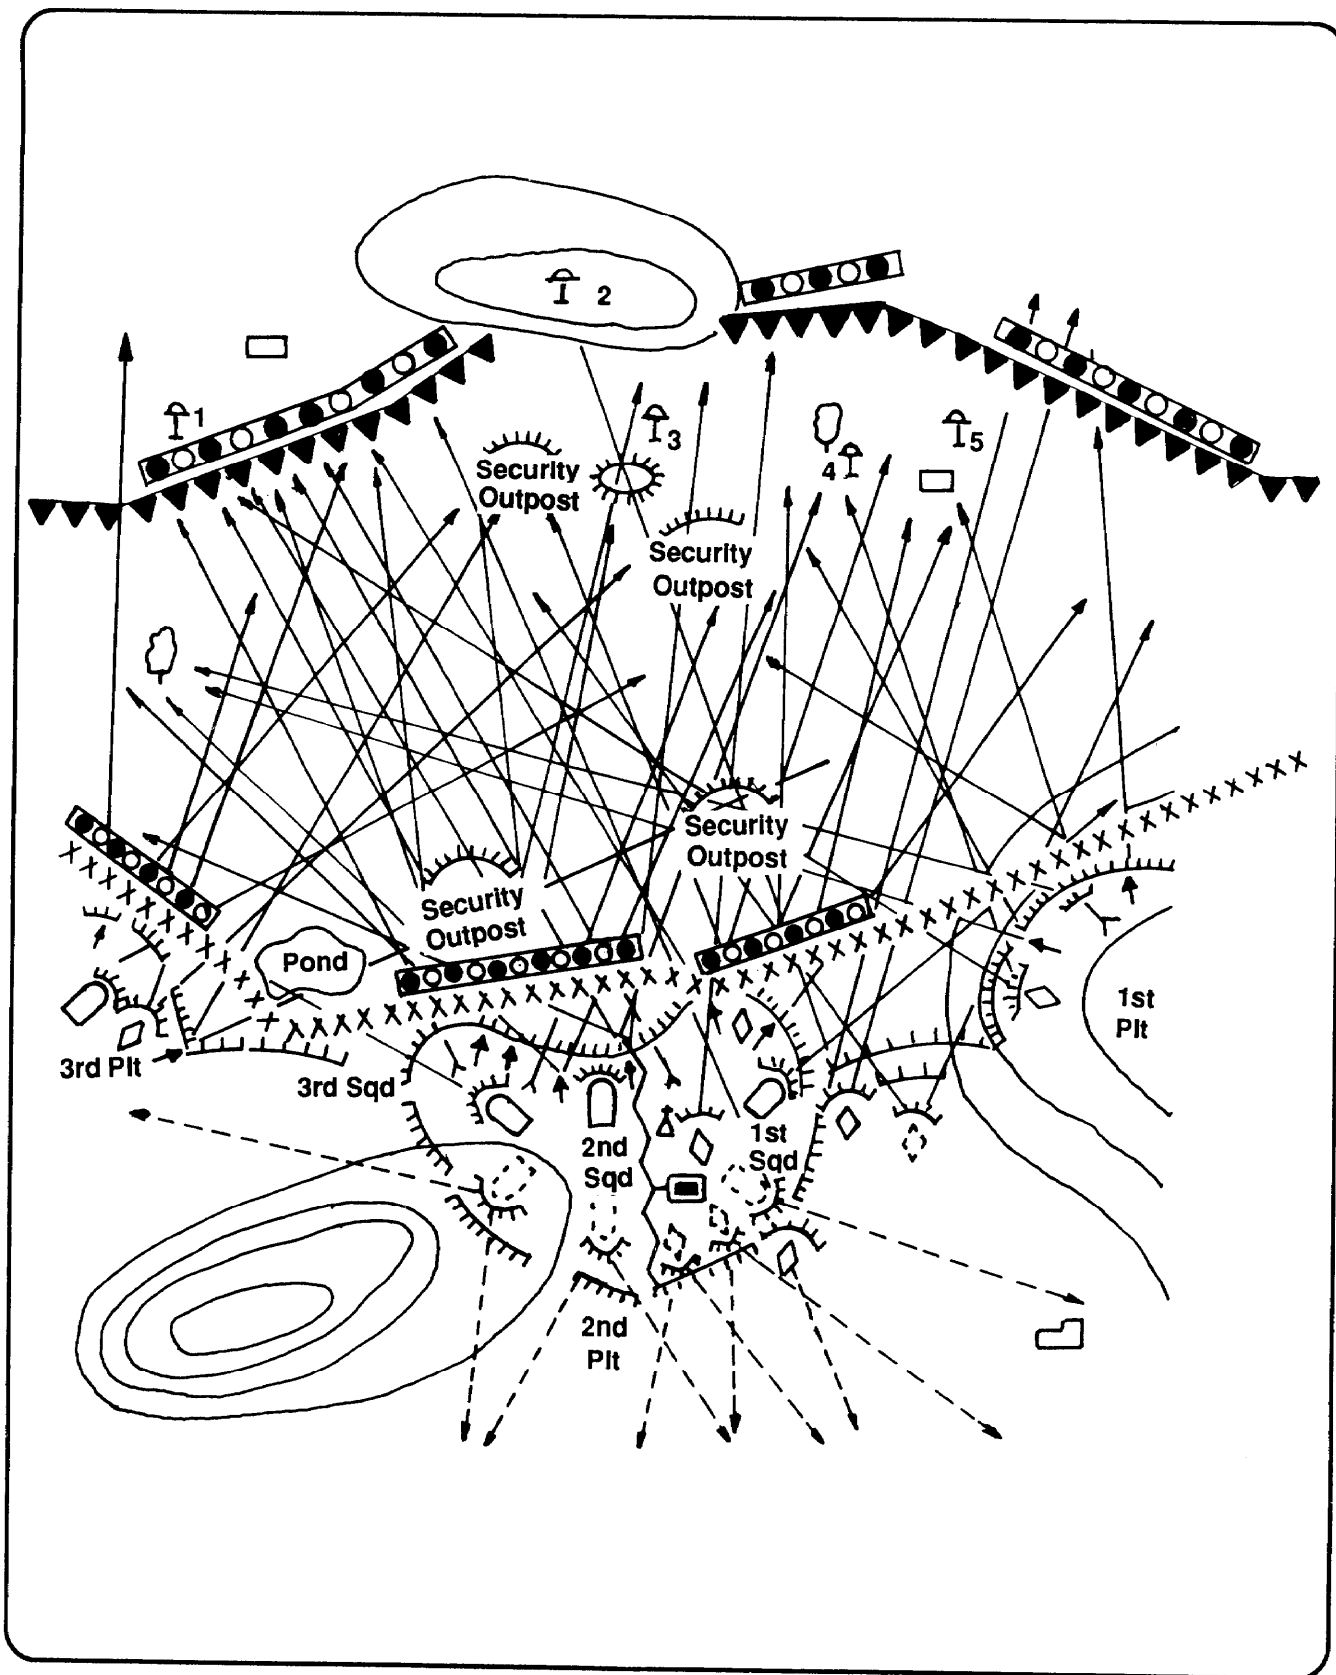 2
1
3
4
5
Security
Outpost
Security
Outpost
Security
Outpost
Security
Outpost
Pond
1st
Plt
3rd Plt
3rd Sqd
2nd
Sqd
1st
Sqd
2nd
Plt